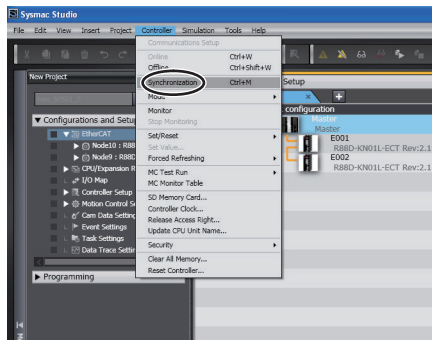 Sysmac Studio
File Edit View Insert Project Controller Simulation Tools Help
Communications Setup
Online Ctrl+W
Offline Ctrl+Shift+W
Synchronization Ctrl+M
Mode
Monitor
Stop Monitoring
Set/Reset
Set Value...
Forced Refreshing
MC Test Run
MC Monitor Table
SD Memory Card...
Controller Clock...
Release Access Right...
Update CPU Unit Name...
Security
Clear All Memory...
Reset Controller...
New Project
Configurations and Setup
EtherCAT
Node10 : R88
Node9 : R88D
CPU/Expansion R
I/O Map
Controller Setup
Motion Control S
Cam Data Setting
Event Settings
Task Settings
Data Trace Settin
Programming
Setup
configuration
Master
Master
E001
R88D-KN01L-ECT Rev:2.1
E002
R88D-KN01L-ECT Rev:2.1